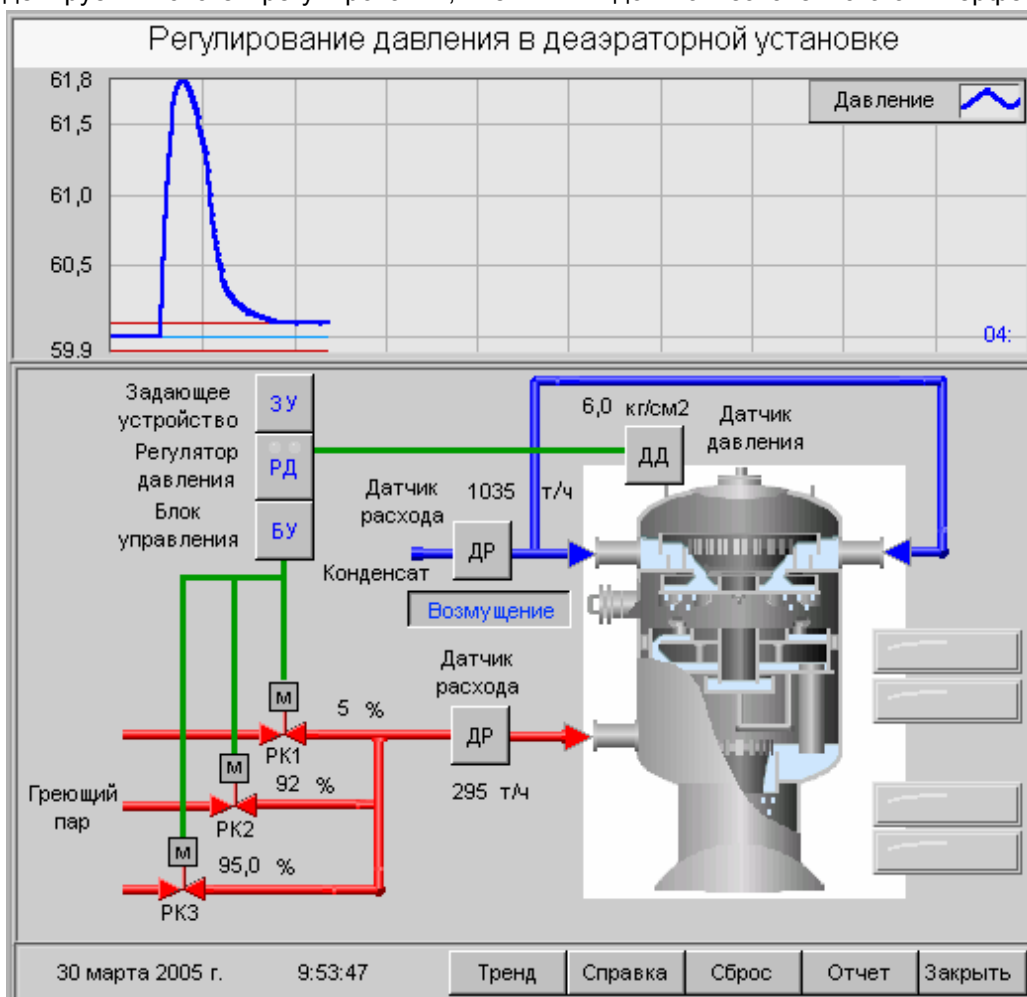 Регулирование давления в деаэраторной установке
61,8
61,5
61,0
60,5
59,9
Давление
04:
Задающее
устройство
ЗУ
Регулятор
давления
РД
Блок
управления
БУ
6,0 кг/см2
Датчик
давления
ДД
Датчик
расхода
1035 т/ч
ДР
Конденсат
Возмущение
Датчик
расхода
ДР
295 т/ч
М
5 %
РК1
М
92 %
РК2
Греющий
пар
М
95,0 %
РК3
30 марта 2005 г.
9:53:47
Тренд
Справка
Сброс
Отчет
Закрыть